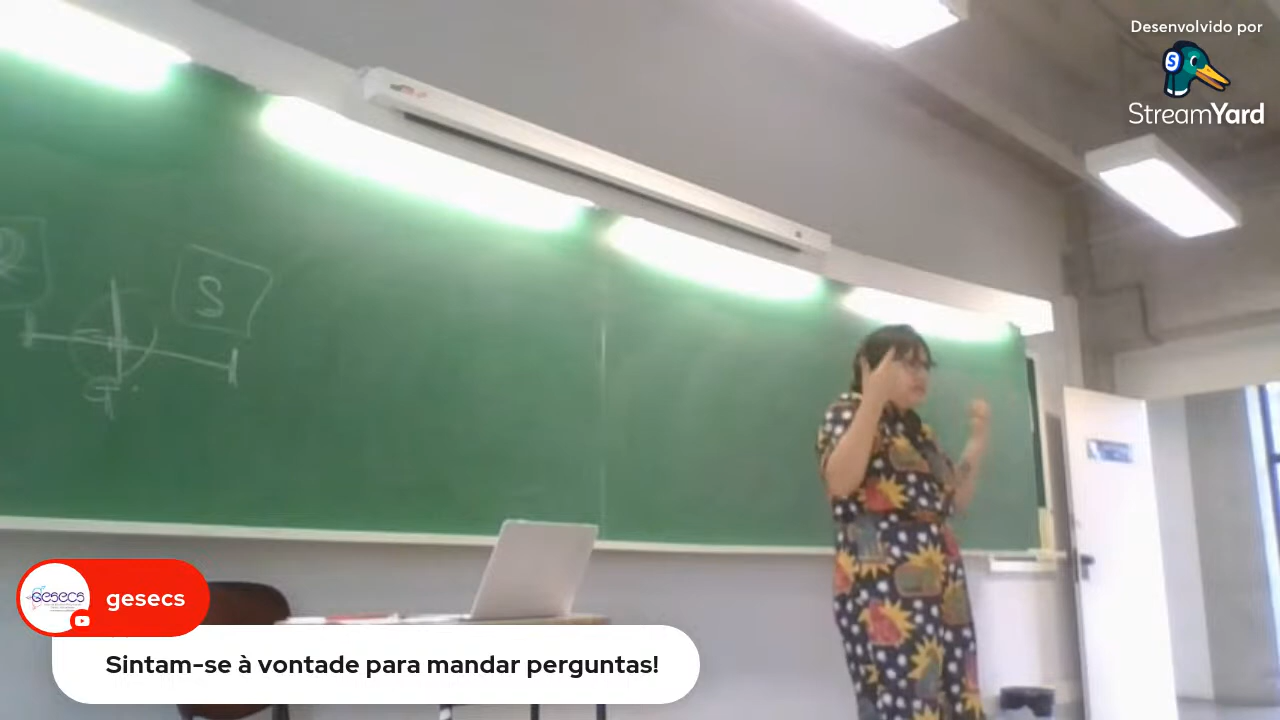 Desenvolvido por
StreamYard
S
gesecs
Sintam-se à vontade para mandar perguntas!